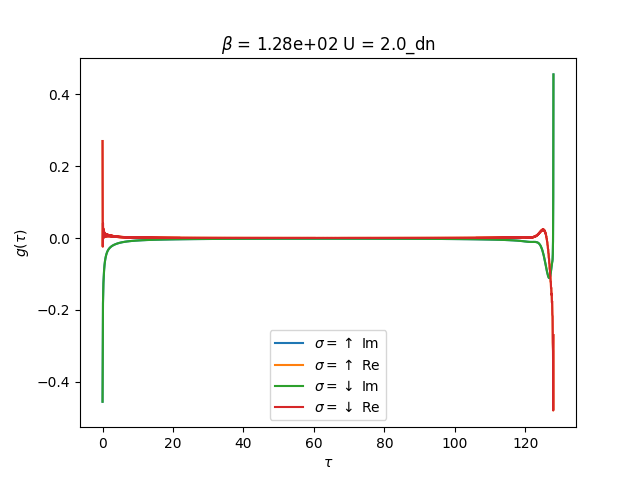 β = 1.28e+02 U = 2.0_dn
g(τ)
0.4
0.2
0.0
−0.2
−0.4
σ = ↑ Im
σ = ↑ Re
σ = ↓ Im
σ = ↓ Re
0 20 40 60 80 100 120
τ